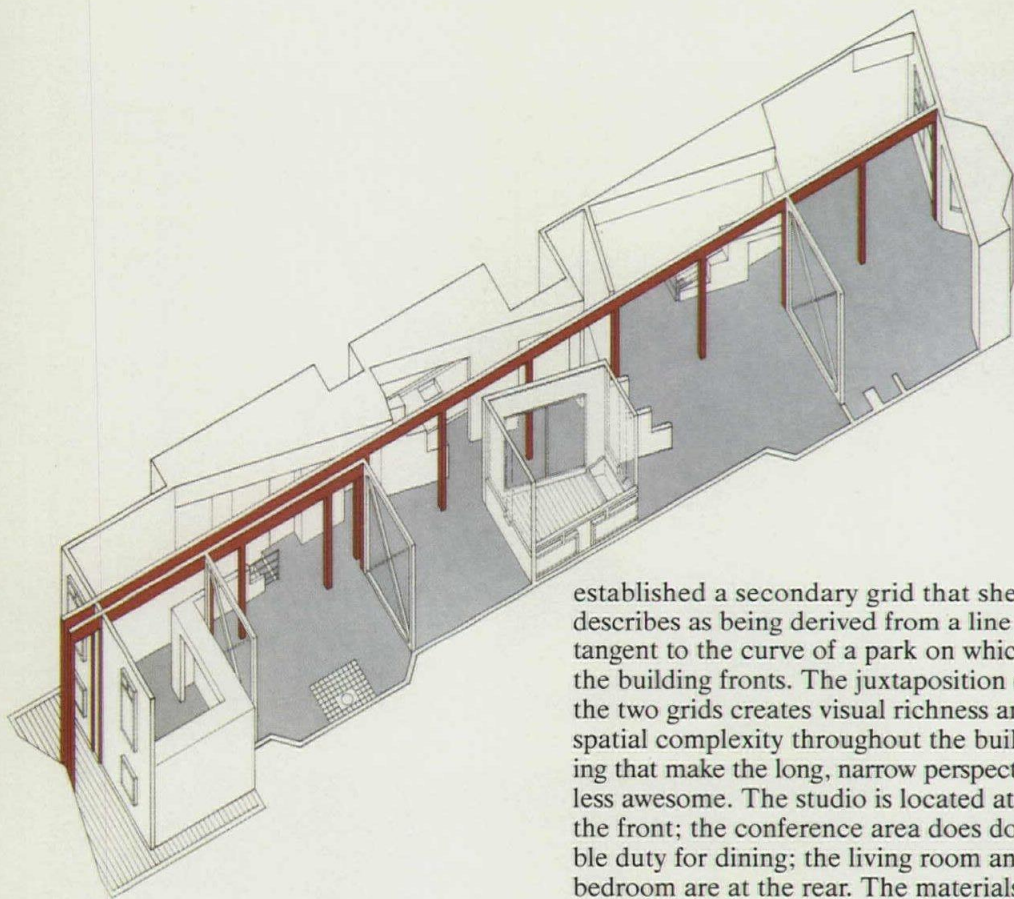 established a secondary grid that she
describes as being derived from a line
tangent to the curve of a park on whic
the building fronts. The juxtaposition
the two grids creates visual richness an
spatial complexity throughout the buil
ing that make the long, narrow perspect
less awesome. The studio is located at
the front; the conference area does do
ble duty for dining; the living room an
bedroom are at the rear. The materials